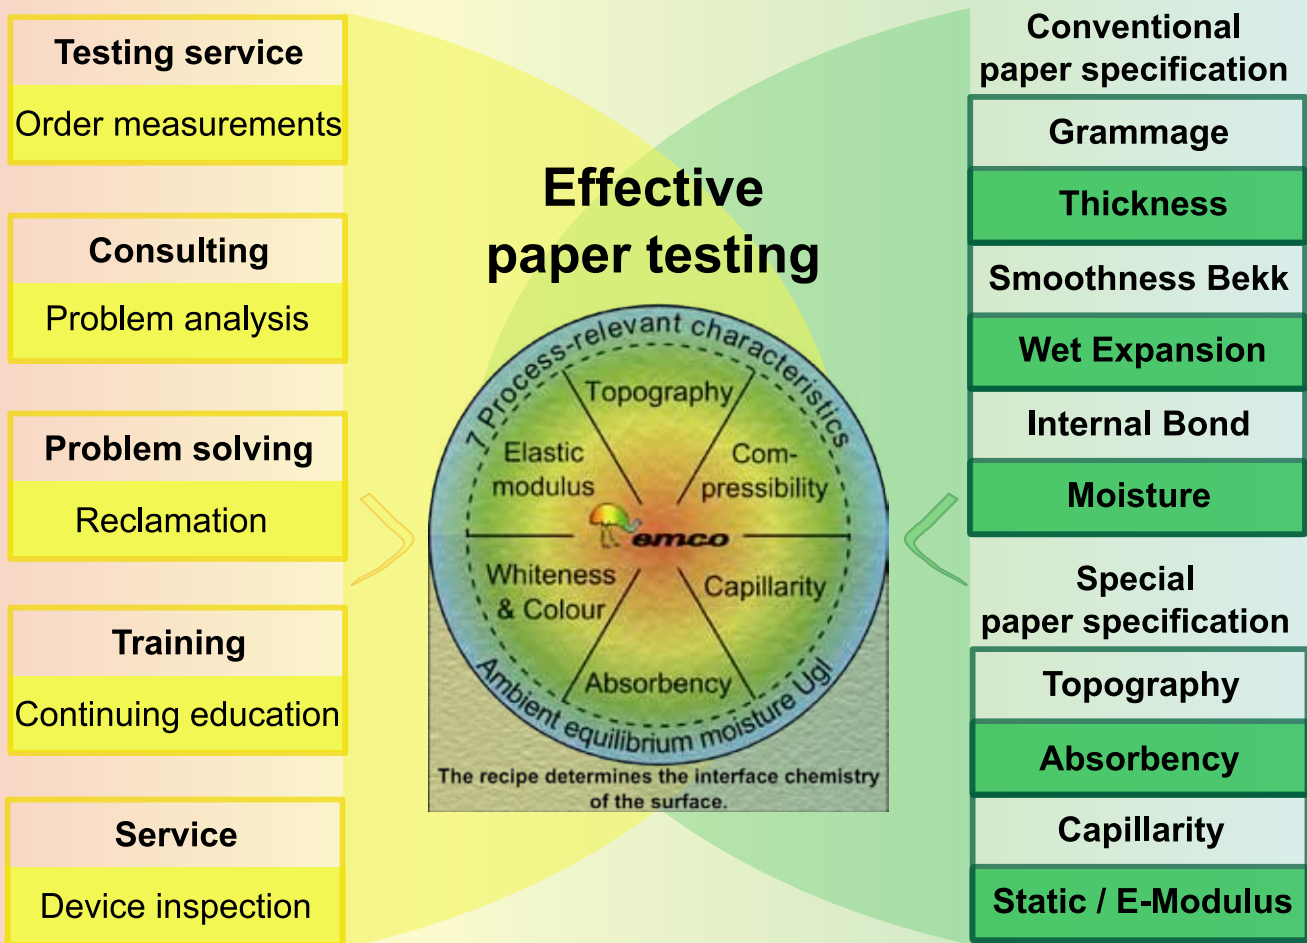 Testing service
Order measurements
Consulting
Problem analysis
Problem solving
Reclamation
Training
Continuing education
Service
Device inspection
Effective
paper testing
7 Process-relevant characteristics
Topography
Elastic
modulus
Com-
pressibility
emco
Whiteness
& Colour
Capillarity
Absorbency
Ambient equilibrium moisture Ugl
The recipe determines the interface chemistry
of the surface.
Conventional
paper specification
Grammage
Thickness
Smoothness Bekk
Wet Expansion
Internal Bond
Moisture
Special
paper specification
Topography
Absorbency
Capillarity
Static / E-Modulus